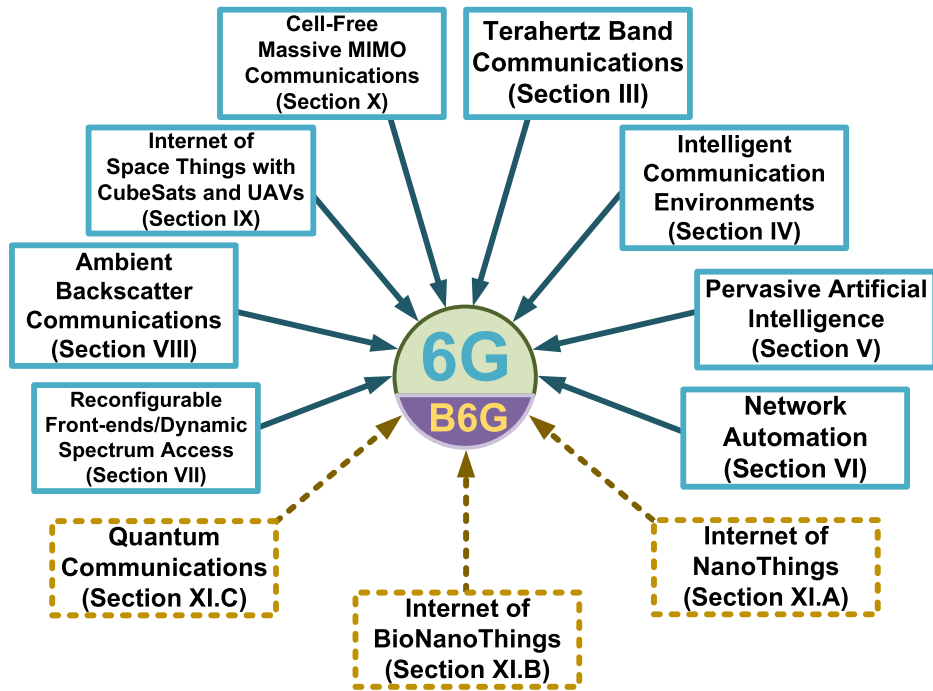 Cell-Free
Massive MIMO
Communications
(Section X)
Terahertz Band
Communications
(Section III)
Internet of
Space Things with
CubeSats and UAVs
(Section IX)
Intelligent
Communication
Environments
(Section IV)
Ambient
Backscatter
Communications
(Section VIII)
Pervasive Artificial
Intelligence
(Section V)
6G
B6G
Reconfigurable
Front-ends/Dynamic
Spectrum Access
(Section VII)
Network
Automation
(Section VI)
Quantum
Communications
(Section XI.C)
Internet of
BioNanoThings
(Section XI.B)
Internet of
NanoThings
(Section XI.A)